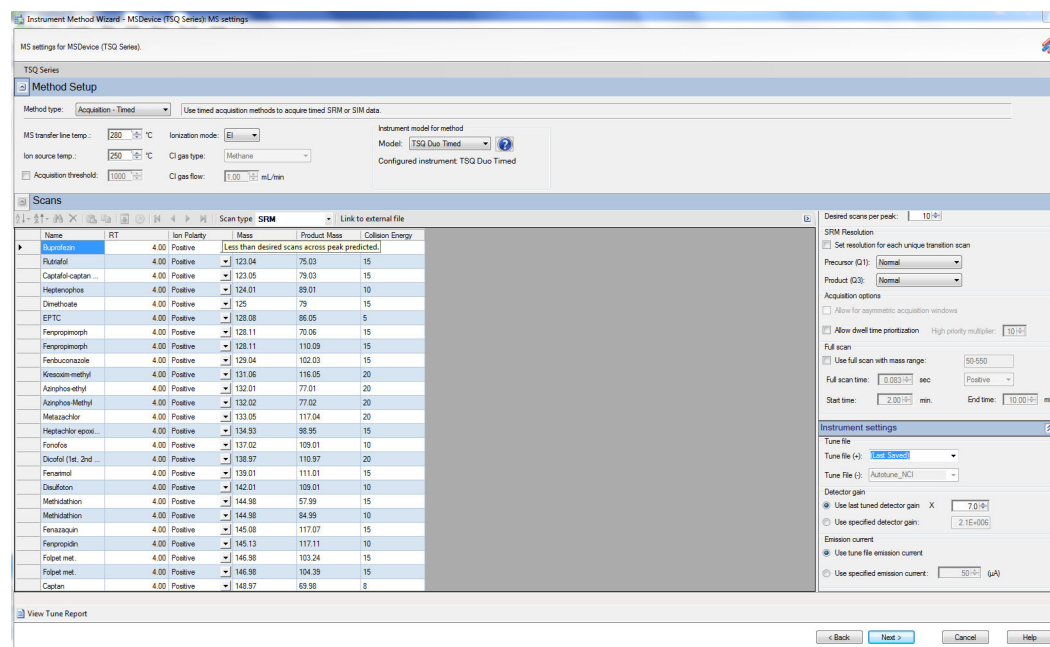 Instrument Method Wizard - MSDevice (TSQ Series): MS settings
MS settings for MSDevice (TSQ Series).
TSQ Series
Method Setup
Method type: Acquisition - Timed Use timed acquisition methods to acquire timed SRM or SIM data.
MS transfer line temp.: 280 °C Ionization mode: EI
Ion source temp.: 250 °C CI gas type: Methane
Acquisition threshold: 1000 CI gas flow: 1.00 mL/min
Instrument model for method
Model: TSQ Duo Timed
Configured instrument: TSQ Duo Timed
Scans
Scan type SRM Link to external file
Name RT Ion Polarity Mass Product Mass Collision Energy
Buprofezin 4.00 Positive Less than desired scans across peak predicted.
Flutriafol 4.00 Positive 123.04 75.03 15
Captafol-captan ... 4.00 Positive 123.05 79.03 15
Heptenophos 4.00 Positive 124.01 89.01 10
Dimethoate 4.00 Positive 125 79 15
EPTC 4.00 Positive 128.08 86.05 5
Fenpropimorph 4.00 Positive 128.11 70.06 15
Fenpropimorph 4.00 Positive 128.11 110.09 15
Fenbuconazole 4.00 Positive 129.04 102.03 15
Kresoxim-methyl 4.00 Positive 131.06 116.05 20
Azinphos-ethyl 4.00 Positive 132.01 77.01 20
Azinphos-Methyl 4.00 Positive 132.02 77.02 20
Metazachlor 4.00 Positive 133.05 117.04 20
Heptachlor epoxi... 4.00 Positive 134.93 98.95 15
Fonofos 4.00 Positive 137.02 109.01 10
Dicofol (1st, 2nd ... 4.00 Positive 138.97 110.97 20
Fenarimol 4.00 Positive 139.01 111.01 15
Disulfoton 4.00 Positive 142.01 109.01 10
Methidathion 4.00 Positive 144.98 57.99 15
Methidathion 4.00 Positive 144.98 84.99 10
Fenazaquin 4.00 Positive 145.08 117.07 15
Fenpropidin 4.00 Positive 145.13 117.11 10
Folpet met. 4.00 Positive 146.98 103.24 15
Folpet met. 4.00 Positive 146.98 104.39 15
Captan 4.00 Positive 148.97 69.98 8
Desired scans per peak: 10
SRM Resolution
Set resolution for each unique transition scan
Precursor (Q1): Normal
Product (Q3): Normal
Acquisition options
Allow for asymmetric acquisition windows
Allow dwell time prioritization High priority multiplier: 10
Full scan
Use full scan with mass range: 50-550
Full scan time: 0.083 sec Positive
Start time: 2.00 min. End time: 10.00
Instrument settings
Tune file
Tune file (+): (Last Saved)
Tune File (-): Autotune_NCI
Detector gain
Use last tuned detector gain X 7.0
Use specified detector gain: 2.1E+006
Emission current
Use tune file emission current
Use specified emission current: 50 (µA)
View Tune Report
< Back Next > Cancel Help